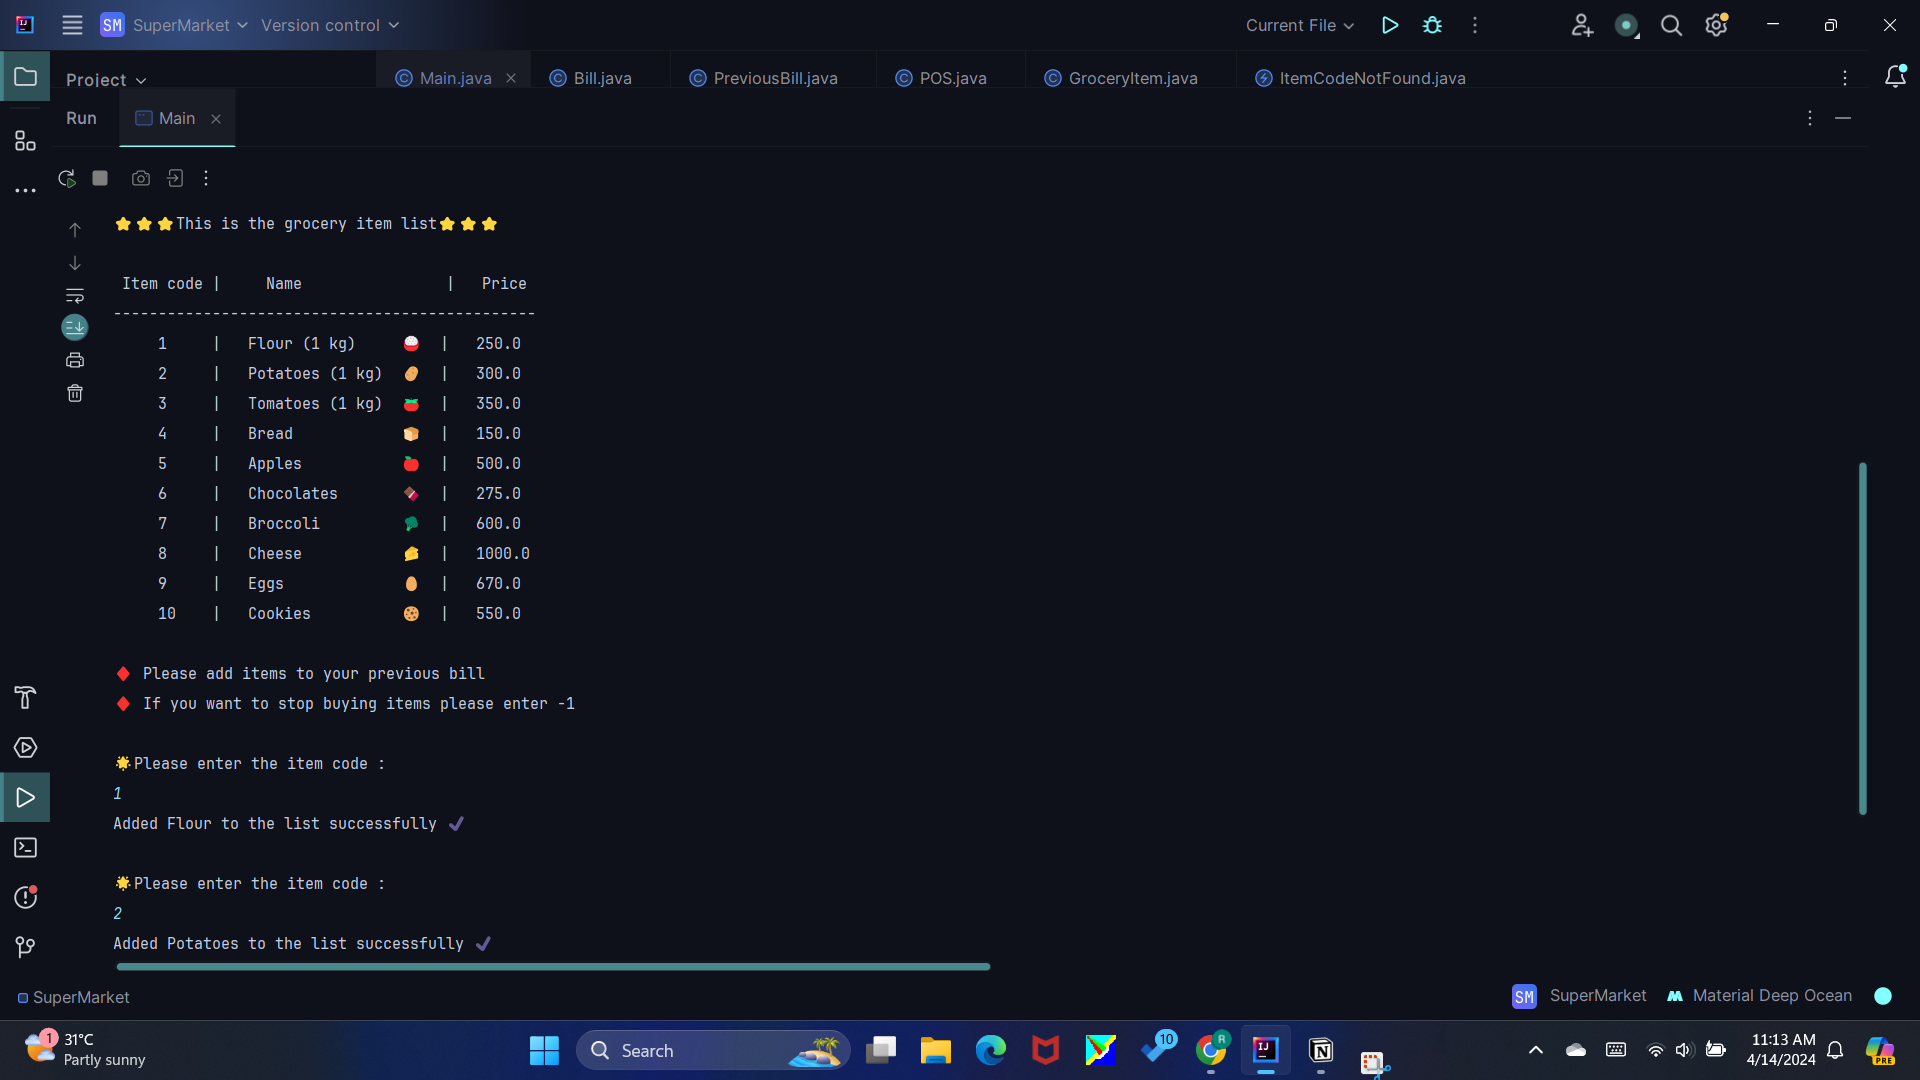 SM SuperMarket Version control Current File
Project Main.java Bill.java PreviousBill.java POS.java GroceryItem.java ItemCodeNotFound.java
Run Main
⭐⭐⭐This is the grocery item list⭐⭐⭐
Item code | Name | Price
-----------------------------------------------
1 | Flour (1 kg) 🍚 | 250.0
2 | Potatoes (1 kg) 🥔 | 300.0
3 | Tomatoes (1 kg) 🍅 | 350.0
4 | Bread 🍞 | 150.0
5 | Apples 🍎 | 500.0
6 | Chocolates 🍫 | 275.0
7 | Broccoli 🥦 | 600.0
8 | Cheese 🧀 | 1000.0
9 | Eggs 🥚 | 670.0
10 | Cookies 🍪 | 550.0
♦ Please add items to your previous bill
♦ If you want to stop buying items please enter -1
🌟Please enter the item code :
1
Added Flour to the list successfully ✔
🌟Please enter the item code :
2
Added Potatoes to the list successfully ✔
SuperMarket SM SuperMarket Material Deep Ocean
1 31°C
Partly sunny
Search
10
R
PRE
11:13 AM
4/14/2024